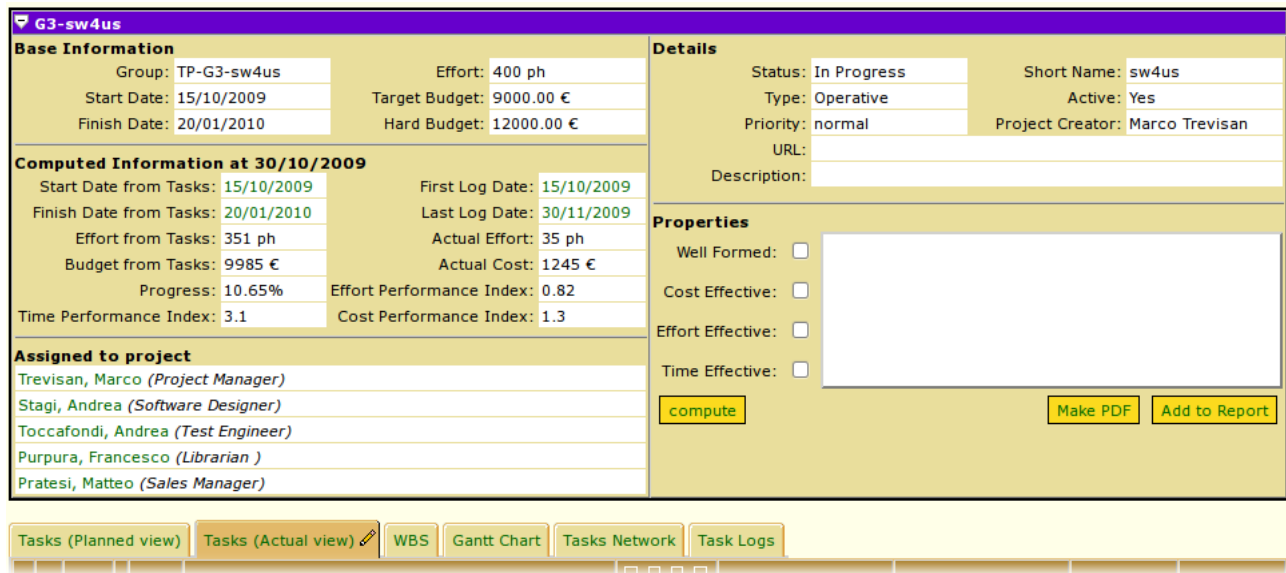 G3-sw4us
Base Information
Group: TP-G3-sw4us Effort: 400 ph
Start Date: 15/10/2009 Target Budget: 9000.00 €
Finish Date: 20/01/2010 Hard Budget: 12000.00 €
Computed Information at 30/10/2009
Start Date from Tasks: 15/10/2009 First Log Date: 15/10/2009
Finish Date from Tasks: 20/01/2010 Last Log Date: 30/11/2009
Effort from Tasks: 351 ph Actual Effort: 35 ph
Budget from Tasks: 9985 € Actual Cost: 1245 €
Progress: 10.65% Effort Performance Index: 0.82
Time Performance Index: 3.1 Cost Performance Index: 1.3
Assigned to project
Trevisan, Marco (Project Manager)
Stagi, Andrea (Software Designer)
Toccafondi, Andrea (Test Engineer)
Purpura, Francesco (Librarian )
Pratesi, Matteo (Sales Manager)
Details
Status: In Progress Short Name: sw4us
Type: Operative Active: Yes
Priority: normal Project Creator: Marco Trevisan
URL:
Description:
Properties
Well Formed:
Cost Effective:
Effort Effective:
Time Effective:
compute Make PDF Add to Report
Tasks (Planned view) Tasks (Actual view) WBS Gantt Chart Tasks Network Task Logs